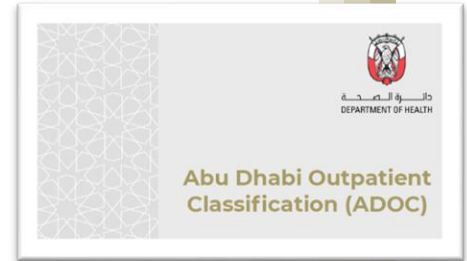 دائرة الصحة
DEPARTMENT OF HEALTH
Abu Dhabi Outpatient
Classification (ADOC)